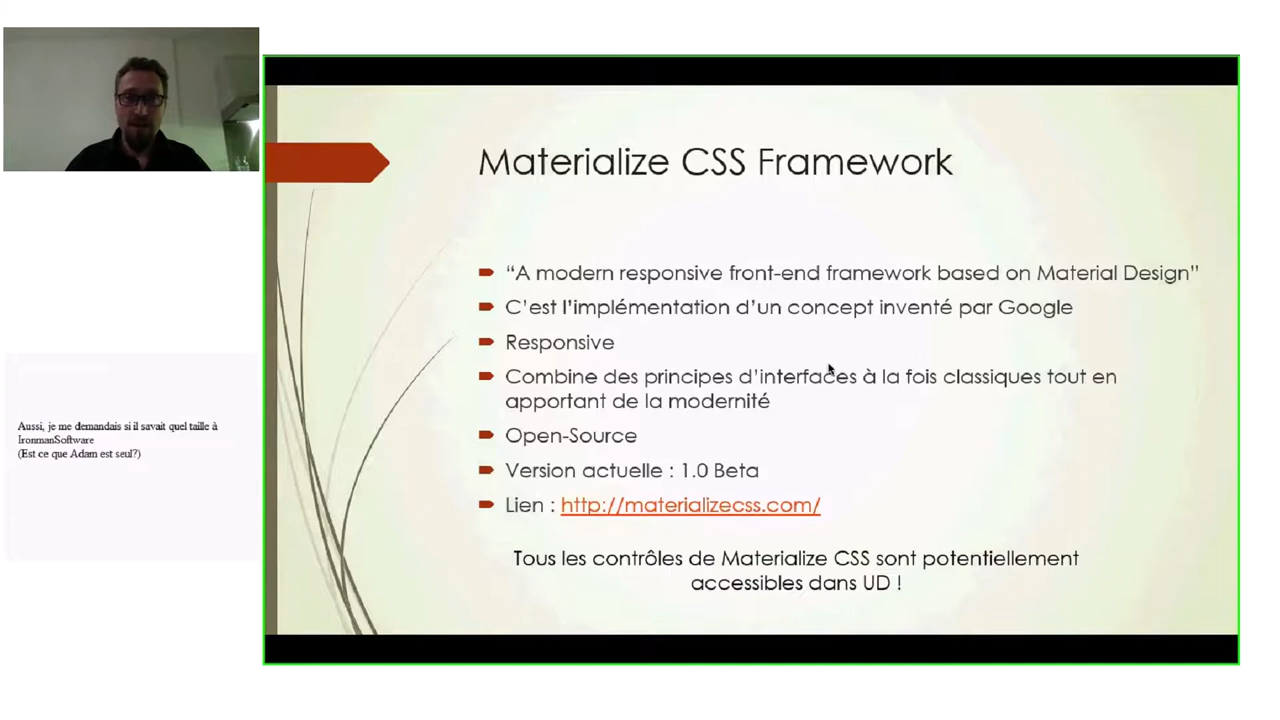 Materialize CSS Framework
“A modern responsive front-end framework based on Material Design”
C’est l’implémentation d’un concept inventé par Google
Responsive
Combine des principes d’interfaces à la fois classiques tout en
apportant de la modernité
Open-Source
Version actuelle : 1.0 Beta
Lien : http://materializecss.com/
Tous les contrôles de Materialize CSS sont potentiellement
accessibles dans UD !
Aussi, je me demandais si il savait quel taille à
IronmanSoftware
(Est ce que Adam est seul?)